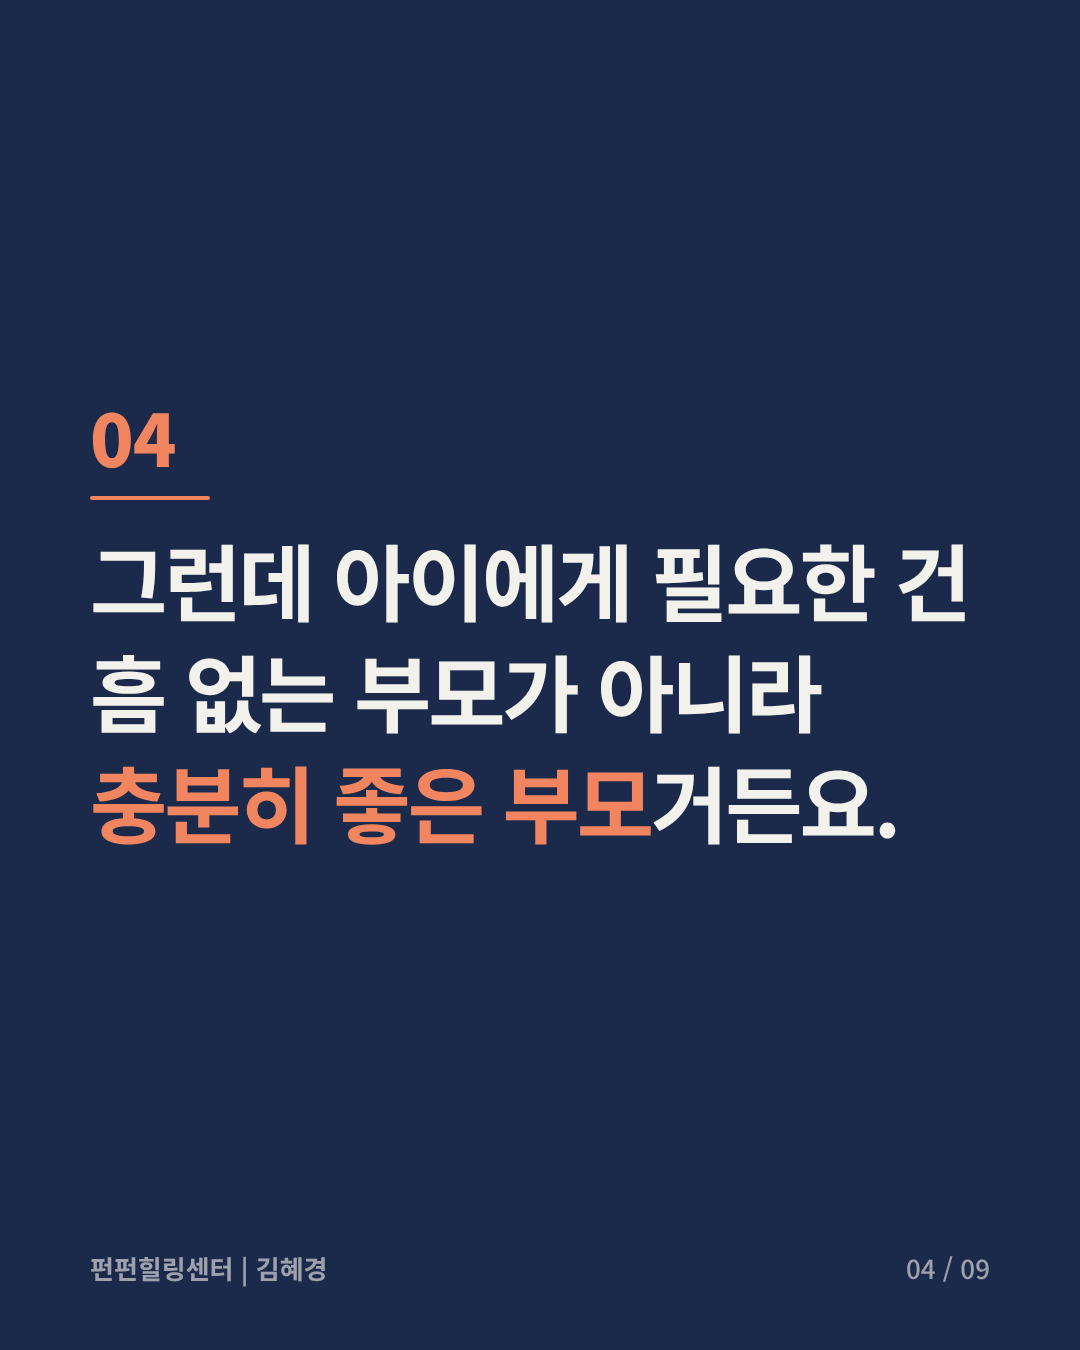 04
그런데 아이에게 필요한 건
흠 없는 부모가 아니라
충분히 좋은 부모거든요.
펀펀힐링센터 | 김혜경
04 / 09